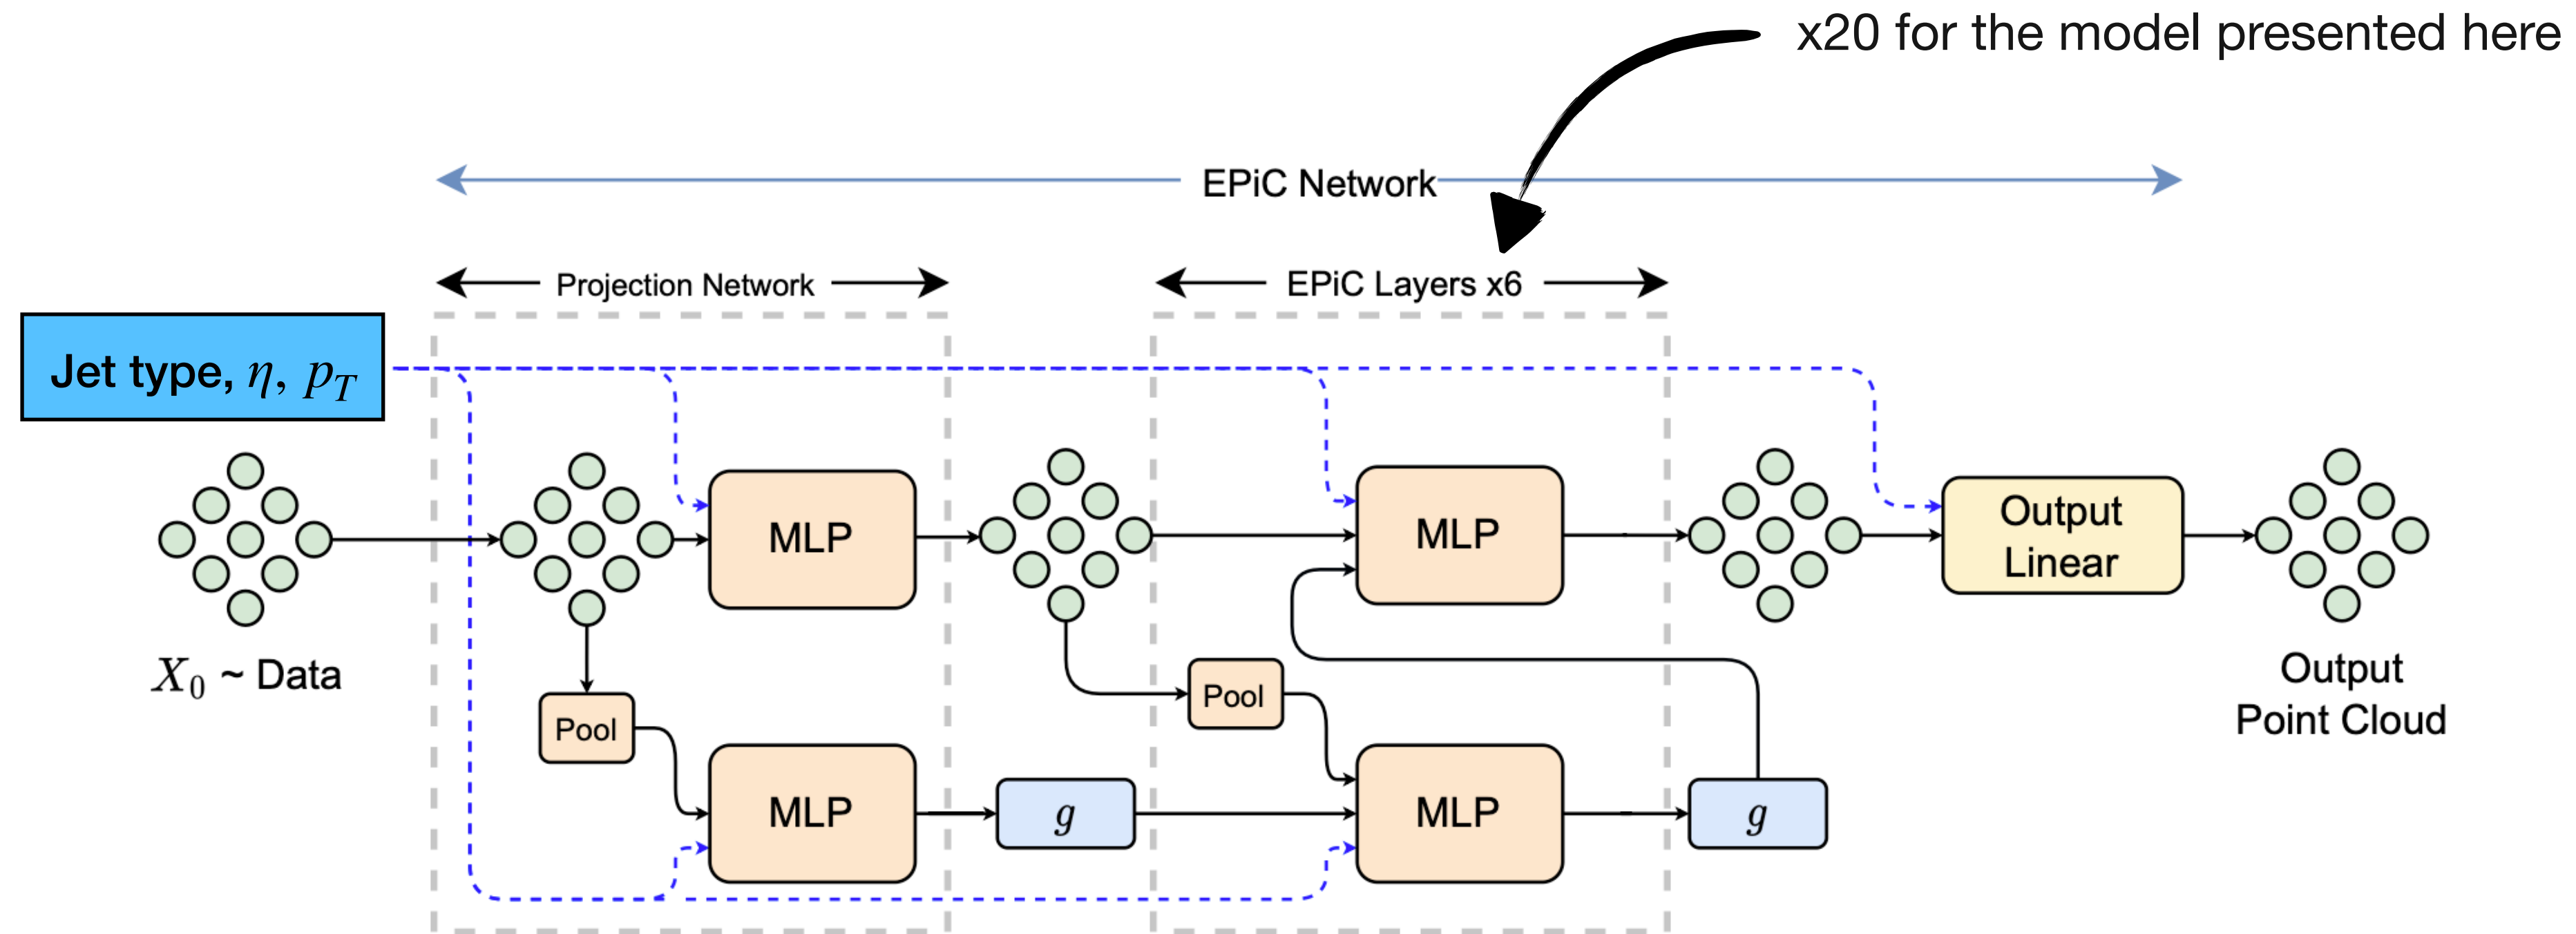 x20 for the model presented here
EPiC Network
Projection Network
EPiC Layers x6
Jet type, η, p_T
MLP
MLP
Output
Linear
X₀ ~ Data
Pool
Pool
Output
Point Cloud
MLP
g
MLP
g